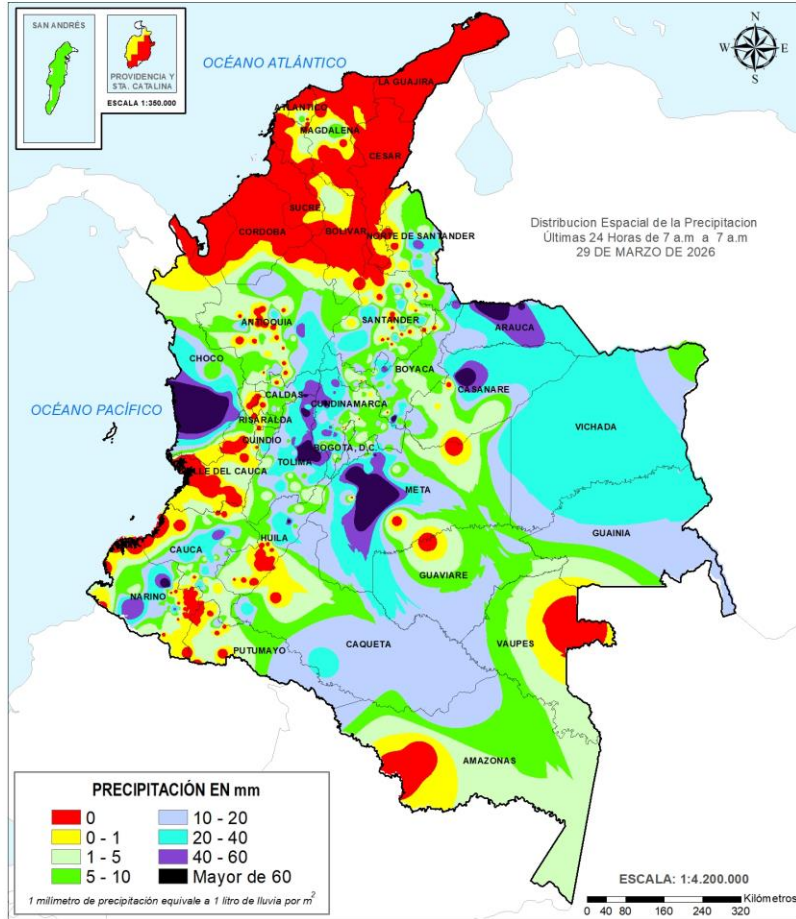 SAN ANDRÉS
PROVIDENCIA Y
STA. CATALINA
ESCALA 1:350.000
OCÉANO ATLÁNTICO
N
W E
S
LA GUAJIRA
ATLANTICO
MAGDALENA
CESAR
SUCRE
BOLIVAR
CORDOBA
NORTE DE SANTANDER
Distribucion Espacial de la Precipitacion
Últimas 24 Horas de 7 a.m a 7 a.m
29 DE MARZO DE 2026
ANTIOQUIA
SANTANDER
ARAUCA
CHOCO
BOYACA
CASANARE
CALDAS
CUNDINAMARCA
OCÉANO PACÍFICO
RISARALDA
VICHADA
QUINDIO
BOGOTA, D.C.
TOLIMA
VALLE DEL CAUCA
META
GUAINIA
HUILA
CAUCA
GUAVIARE
NARIÑO
CAQUETA
VAUPES
PUTUMAYO
AMAZONAS
PRECIPITACIÓN EN mm
0
0 - 1
1 - 5
5 - 10
10 - 20
20 - 40
40 - 60
Mayor de 60
1 milímetro de precipitación equivale a 1 litro de lluvia por m²
ESCALA: 1:4.200.000
Kilómetros
0 40 80 160 240 320